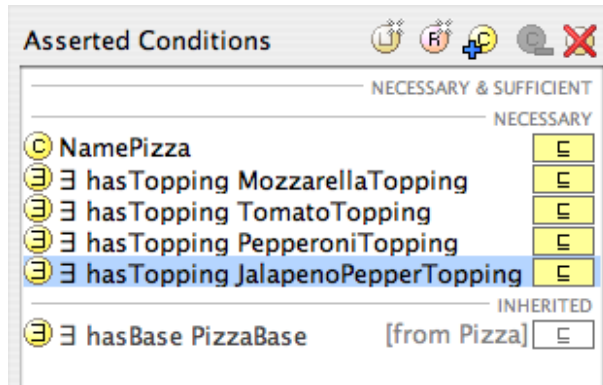 Asserted Conditions
NECESSARY & SUFFICIENT
NECESSARY
C NamePizza ⊑
∃ ∃ hasTopping MozzarellaTopping ⊑
∃ ∃ hasTopping TomatoTopping ⊑
∃ ∃ hasTopping PepperoniTopping ⊑
∃ ∃ hasTopping JalapenoPepperTopping ⊑
INHERITED
∃ ∃ hasBase PizzaBase [from Pizza] ⊑